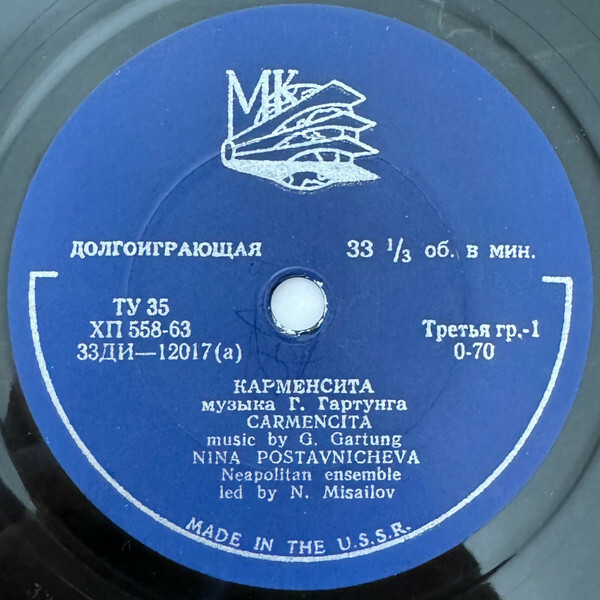 МК
ДОЛГОИГРАЮЩАЯ 33 1/3 об. в мин.
ТУ 35
ХП 558-63
33ДИ—12017(а)
Третья гр.-1
0-70
КАРМЕНСИТА
музыка Г. Гартунга
CARMENCITA
music by G. Gartung
NINA POSTAVNICHEVA
Neapolitan ensemble
led by N. Misailov
MADE IN THE U.S.S.R.